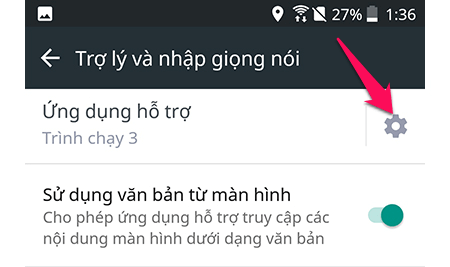 27% 1:36
Trợ lý và nhập giọng nói
Ứng dụng hỗ trợ
Trình chạy 3
Sử dụng văn bản từ màn hình
Cho phép ứng dụng hỗ trợ truy cập các
nội dung màn hình dưới dạng văn bản